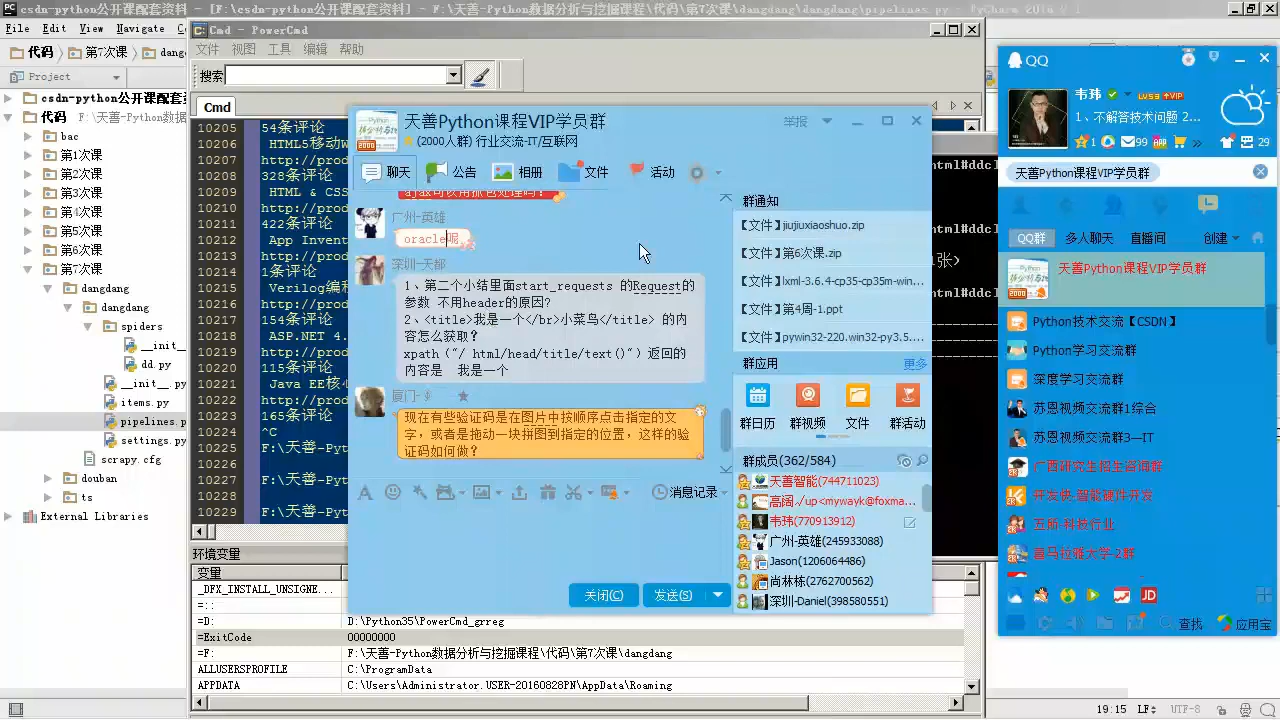 csdn-python公开课配套资料 - [F:\csdn-python公开课配套资料] - F:\天善-Python数据分析与挖掘课程\代码\第7次课\dangdang\dangdang\pipelines.py - PyCharm
File Edit View Navigate
代码 第7次课 dang
Project
csdn-python公开课配套资
代码 F:\天善-Python数据
bac
第1次课
第2次课
第3次课
第4次课
第5次课
第6次课
第7次课
dangdang
dangdang
spiders
__init__
dd.py
__init__.py
items.py
pipelines.p
settings.py
scrapy.cfg
douban
ts
External Libraries
Cmd - PowerCmd
文件 视图 工具 编辑 帮助
搜索
Cmd
10205 54条评论
10206 HTML5移动W
10207 http://prod
10208 328条评论
10209 HTML & CSS
10210 http://prod
10211 422条评论
10212 App Invent
10213 http://prod
10214 1条评论
10215 Verilog编程
10216 http://prod
10217 154条评论
10218 ASP.NET 4.
10219 http://prod
10220 115条评论
10221 Java EE核心
10222 http://prod
10223 165条评论
10224 ^C
10225 F:\天善-Pyt
10226
10227 F:\天善-Pyt
10228
10229 F:\天善-Pyt
环境变量
变量
_DFX_INSTALL_UNSIGNE...
=::
=D: D:\Python35\PowerCmd_grreg
=ExitCode 00000000
=F: F:\天善-Python数据分析与挖掘课程\代码\第7次课\dangdang
ALLUSERSPROFILE C:\ProgramData
APPDATA C:\Users\Administrator.USER-20160828PN\AppData\Roaming
天善Python课程VIP学员群
(2000人群) 行业交流-IT/互联网
举报
聊天 公告 相册 文件 活动
ajax可以用抓包处理吗?
广州-英雄
oracle呢
深圳-天都
1、第二个小结里面start_requests 的Request的
参数 不用header的原因?
2、<title>我是一个</br>小菜鸟</title> 的内
容怎么获取?
xpath ("/ html/head/title/text()") 返回的
内容是 我是一个
厦门-
现在有些验证码是在图片中按顺序点击指定的文
字, 或者是拖动一块拼图到指定的位置, 这样的验
证码如何做?
消息记录
关闭(C) 发送(S)
群通知
【文件】jiujiuxiaoshuo.zip
【文件】第6次课.zip
【文件】lxml-3.6.4-cp35-cp35m-win...
【文件】第4周-1.ppt
【文件】pywin32-220.win32-py3.5....
群应用 更多
群日历 群视频 文件 群活动
群成员(362/584)
天善智能(744711023)
高阁./up<miywayk@foxma...
韦玮(770913912)
广州-英雄(245933088)
Jason(1206064486)
尚林栋(2762700562)
深圳-Daniel(398580551)
html#ddcl
1张>
html#ddcl
QQ
韦玮 LV53 VIP
1、不解答技术问题 2...
1 99 29
天善Python课程VIP学员群
QQ群 多人聊天 直播间 创建
天善Python课程VIP学员群
Python技术交流【CSDN】
Python学习交流群
深度学习交流群
苏恩视频交流群1综合
苏恩视频交流群3—IT
广西研究生招生咨询群
开发快-智能硬件开发
五邮-科技行业
喜马拉雅大学-2群
JD
查找 应用宝
19:15 LF UTF-8